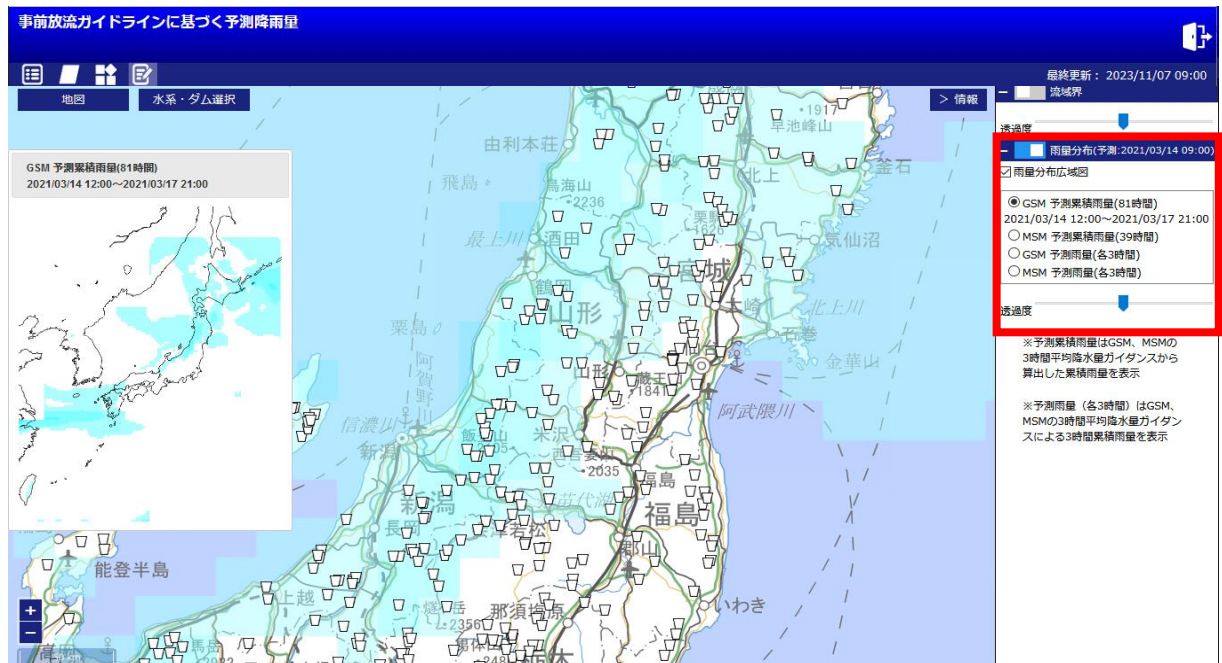 事前放流ガイドラインに基づく予測降雨量
最終更新： 2023/11/07 09:00
地図
水系・ダム選択
> 情報
流域界
透過度
雨量分布(予測:2021/03/14 09:00)
雨量分布広域図
GSM 予測累積雨量(81時間)
2021/03/14 12:00～2021/03/17 21:00
MSM 予測累積雨量(39時間)
GSM 予測雨量(各3時間)
MSM 予測雨量(各3時間)
透過度
※予測累積雨量はGSM、MSMの
3時間平均降水量ガイダンスから
算出した累積雨量を表示
※予測雨量（各3時間）はGSM、
MSMの3時間平均降水量ガイダン
スによる3時間累積雨量を表示
GSM 予測累積雨量(81時間)
2021/03/14 12:00～2021/03/17 21:00
・1917
早池峰山
由利本荘
釜石
北上
飛島
鳥海山
・2236
1626
気仙沼
最上川
酒田
宮城
鶴岡
大崎
北上川
山形
石巻
粟島
仙台
金華山
山形
蔵王山
1841
阿賀野川
阿武隈川
信濃川
新潟
米沢
西吾妻山
・2035
福島
新潟
福島
長岡
会津若松
郡山
能登半島
いわき
上越
燧ヶ岳
・2356
那須塩原
栃木
+
−